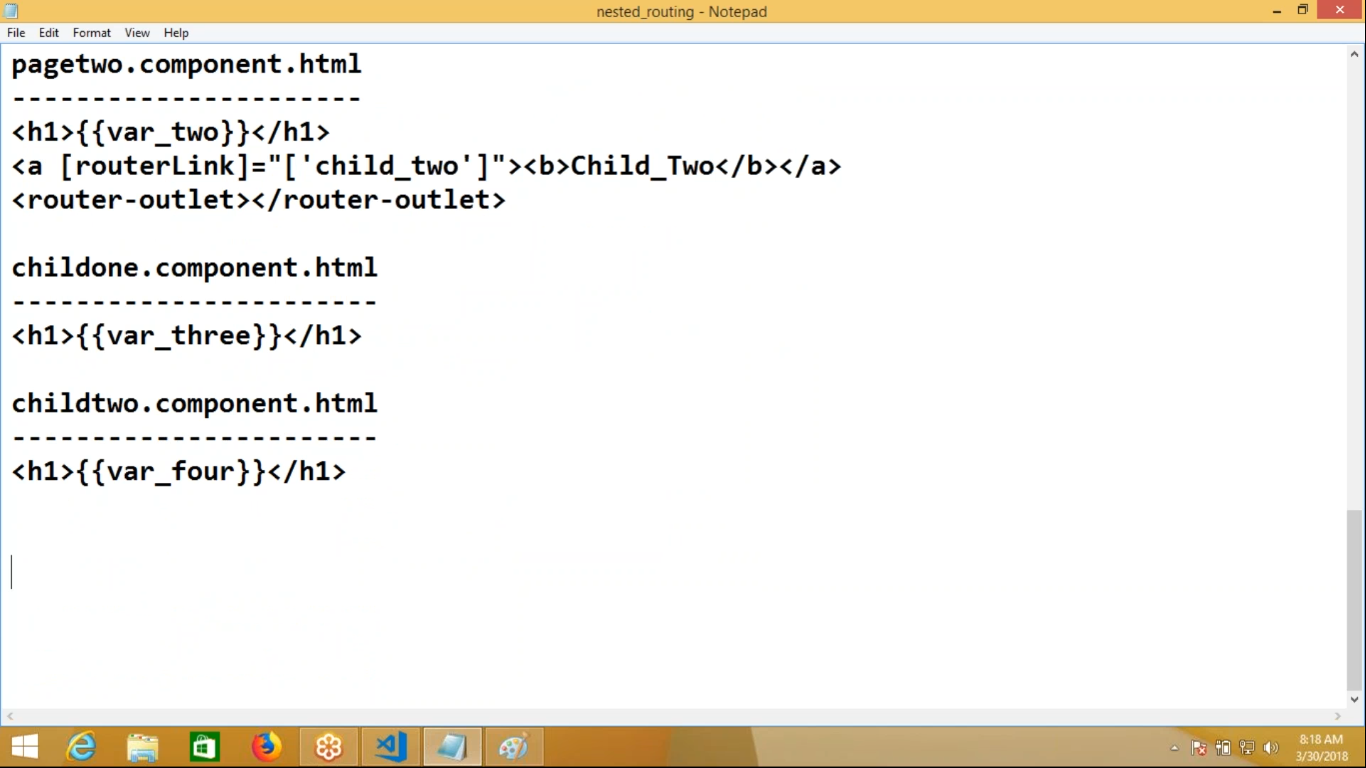 nested_routing - Notepad
File Edit Format View Help
pagetwo.component.html
----------------------
<h1>{{var_two}}</h1>
<a [routerLink]="['child_two']"><b>Child_Two</b></a>
<router-outlet></router-outlet>
childone.component.html
-----------------------
<h1>{{var_three}}</h1>
childtwo.component.html
-----------------------
<h1>{{var_four}}</h1>
8:18 AM
3/30/2018